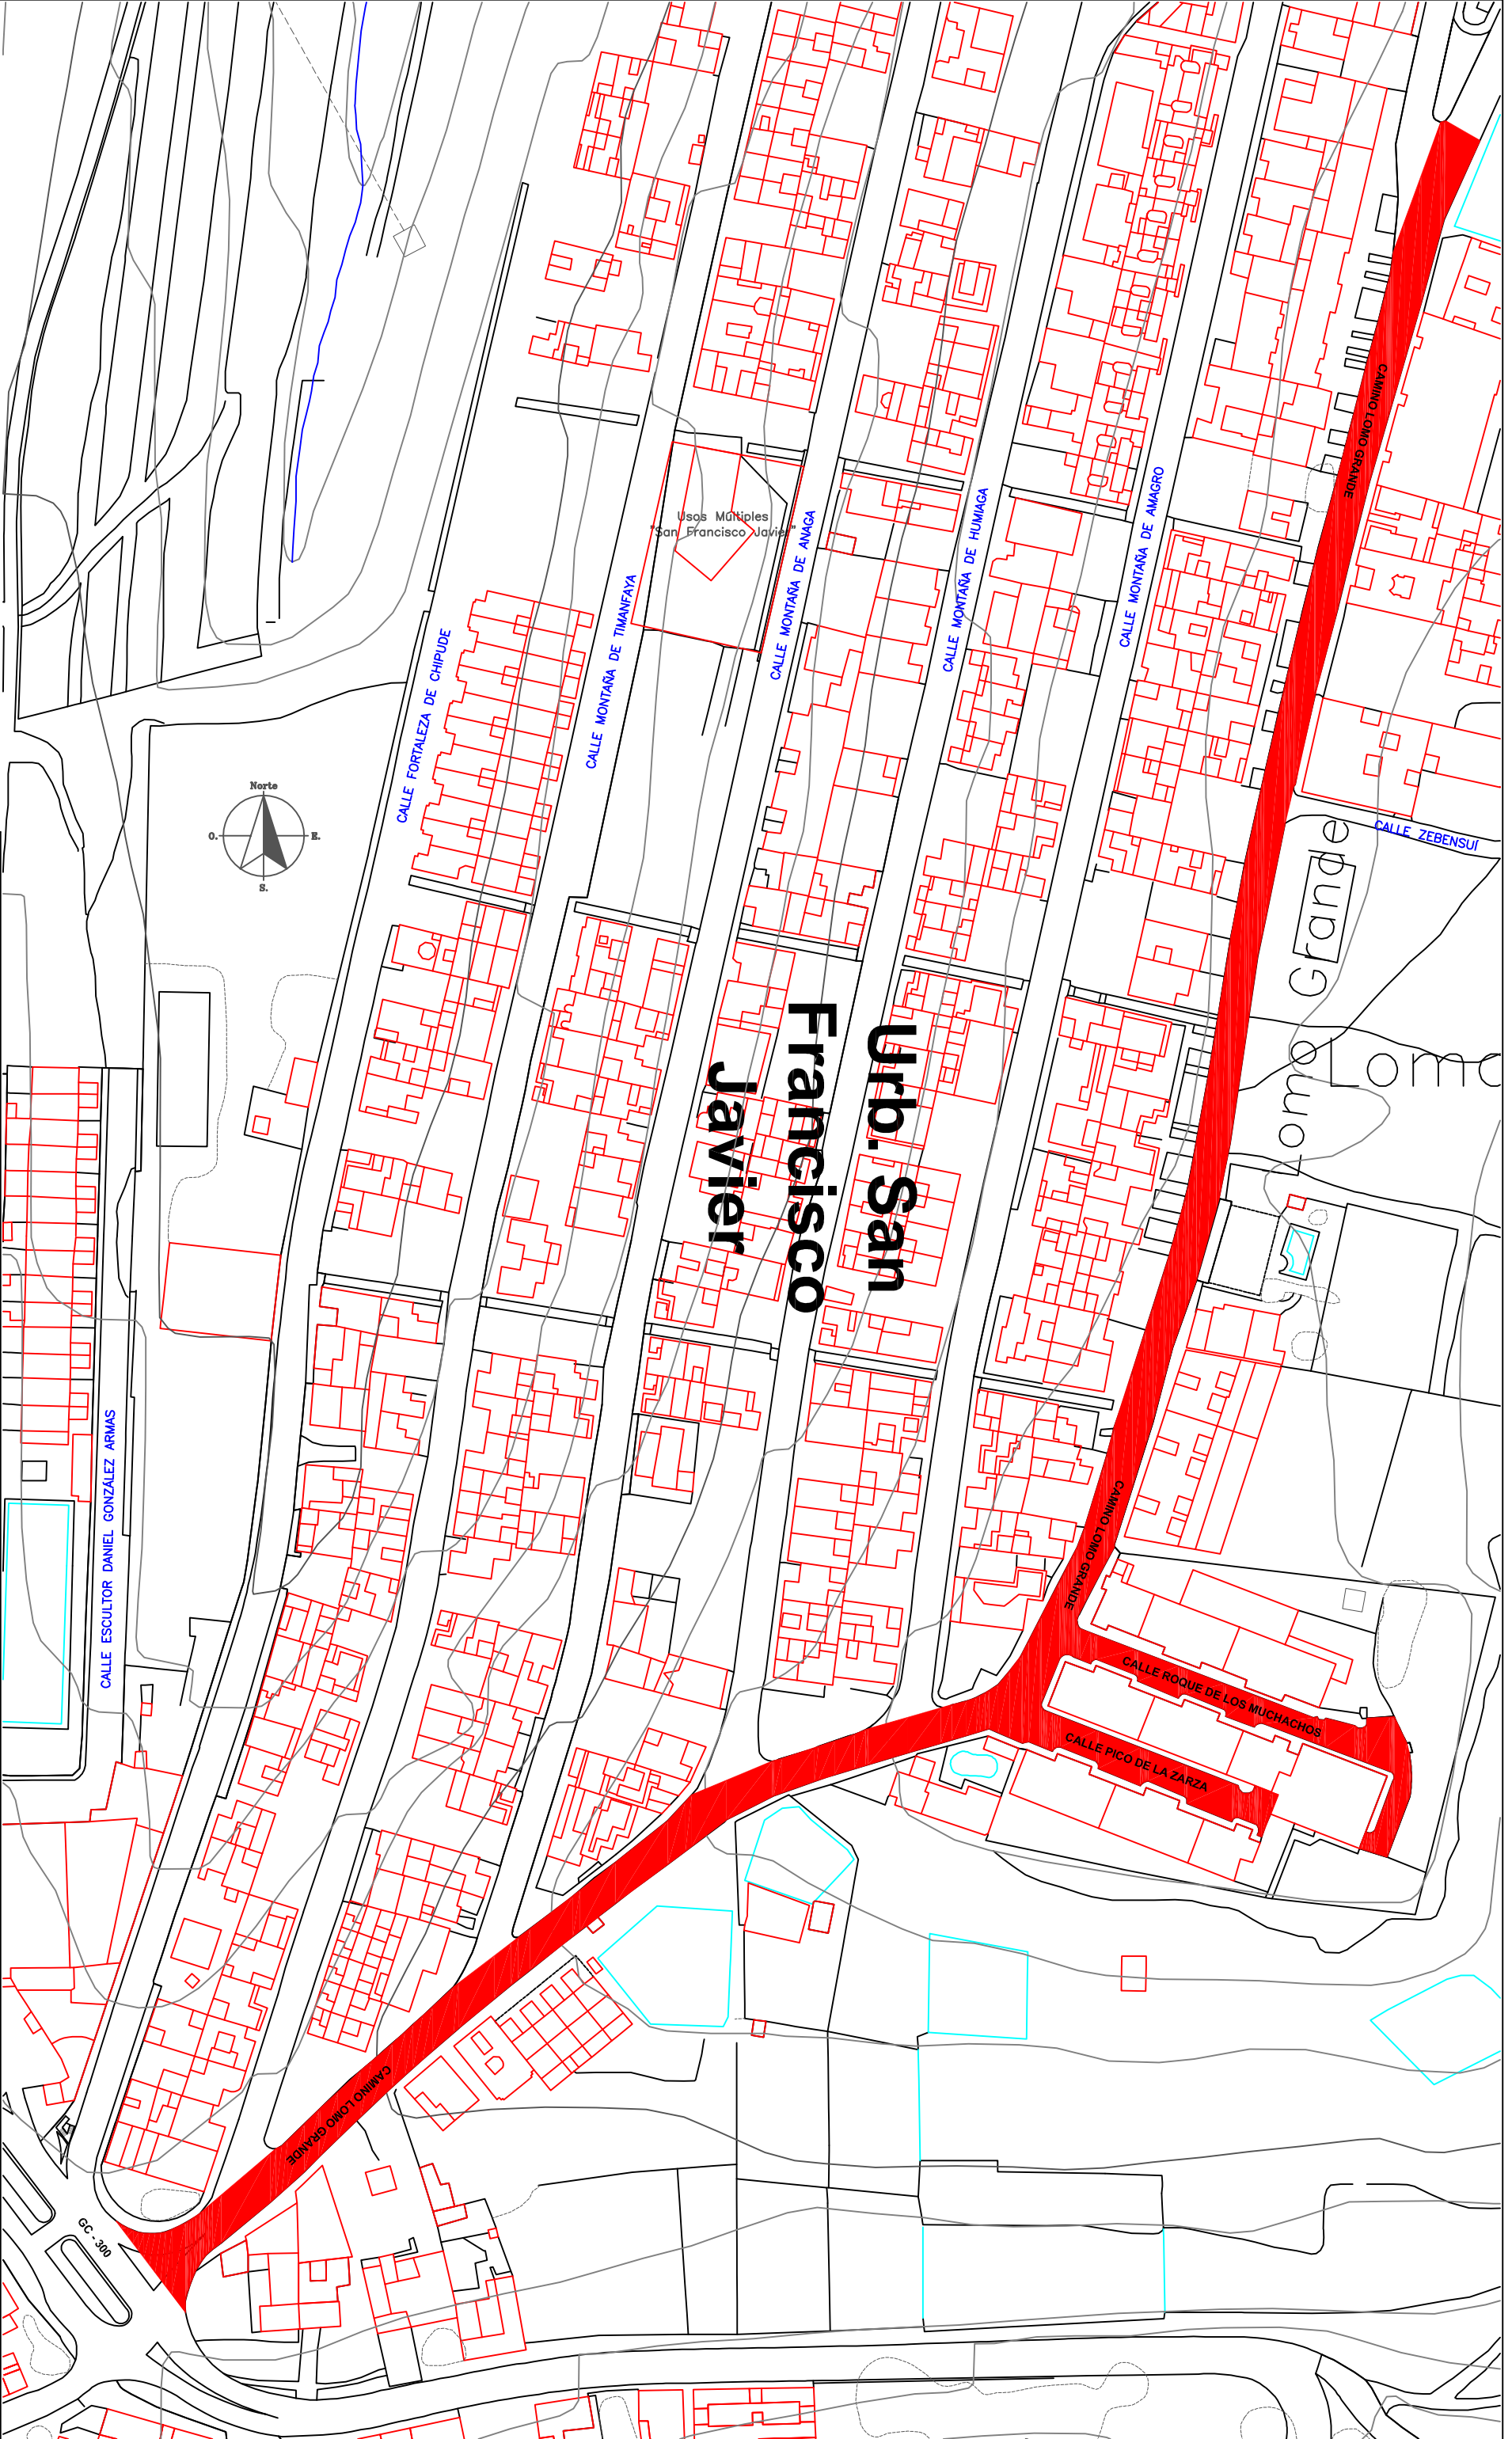 CAMINO LOMO GRANDE
Usos Múltiples
"San Francisco Javier"
CALLE MONTAÑA DE ANAGA
CALLE MONTAÑA DE HUMIAGA
CALLE MONTAÑA DE AMAGRO
CALLE MONTAÑA DE TIMANFAYA
CALLE FORTALEZA DE CHIPUDE
Norte
O.
E.
S.
CALLE ZEBENSUÍ
Lomo Grande
Lomo
Urb. San
Francisco
Javier
CALLE ESCULTOR DANIEL GONZÁLEZ ARMAS
CAMINO LOMO GRANDE
CALLE ROQUE DE LOS MUCHACHOS
CALLE PICO DE LA ZARZA
CAMINO LOMO GRANDE
GC - 300